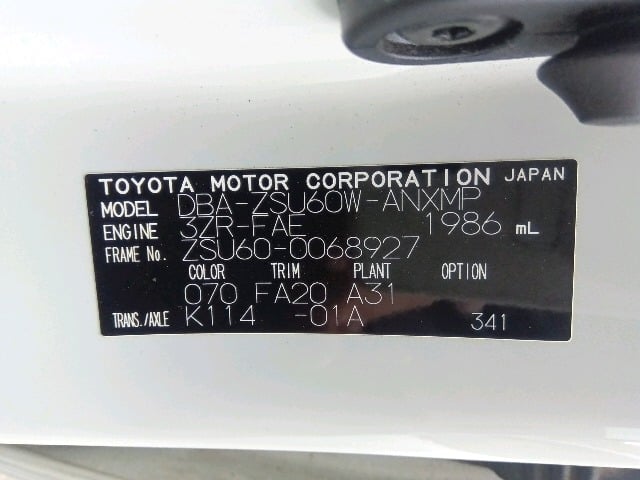 TOYOTA MOTOR CORPORATION JAPAN
MODEL DBA-ZSU60W-ANXMP
ENGINE 3ZR-FAE 1986 mL
FRAME No. ZSU60-0068927
COLOR TRIM PLANT OPTION
070 FA20 A31
TRANS./AXLE K114 -01A 341